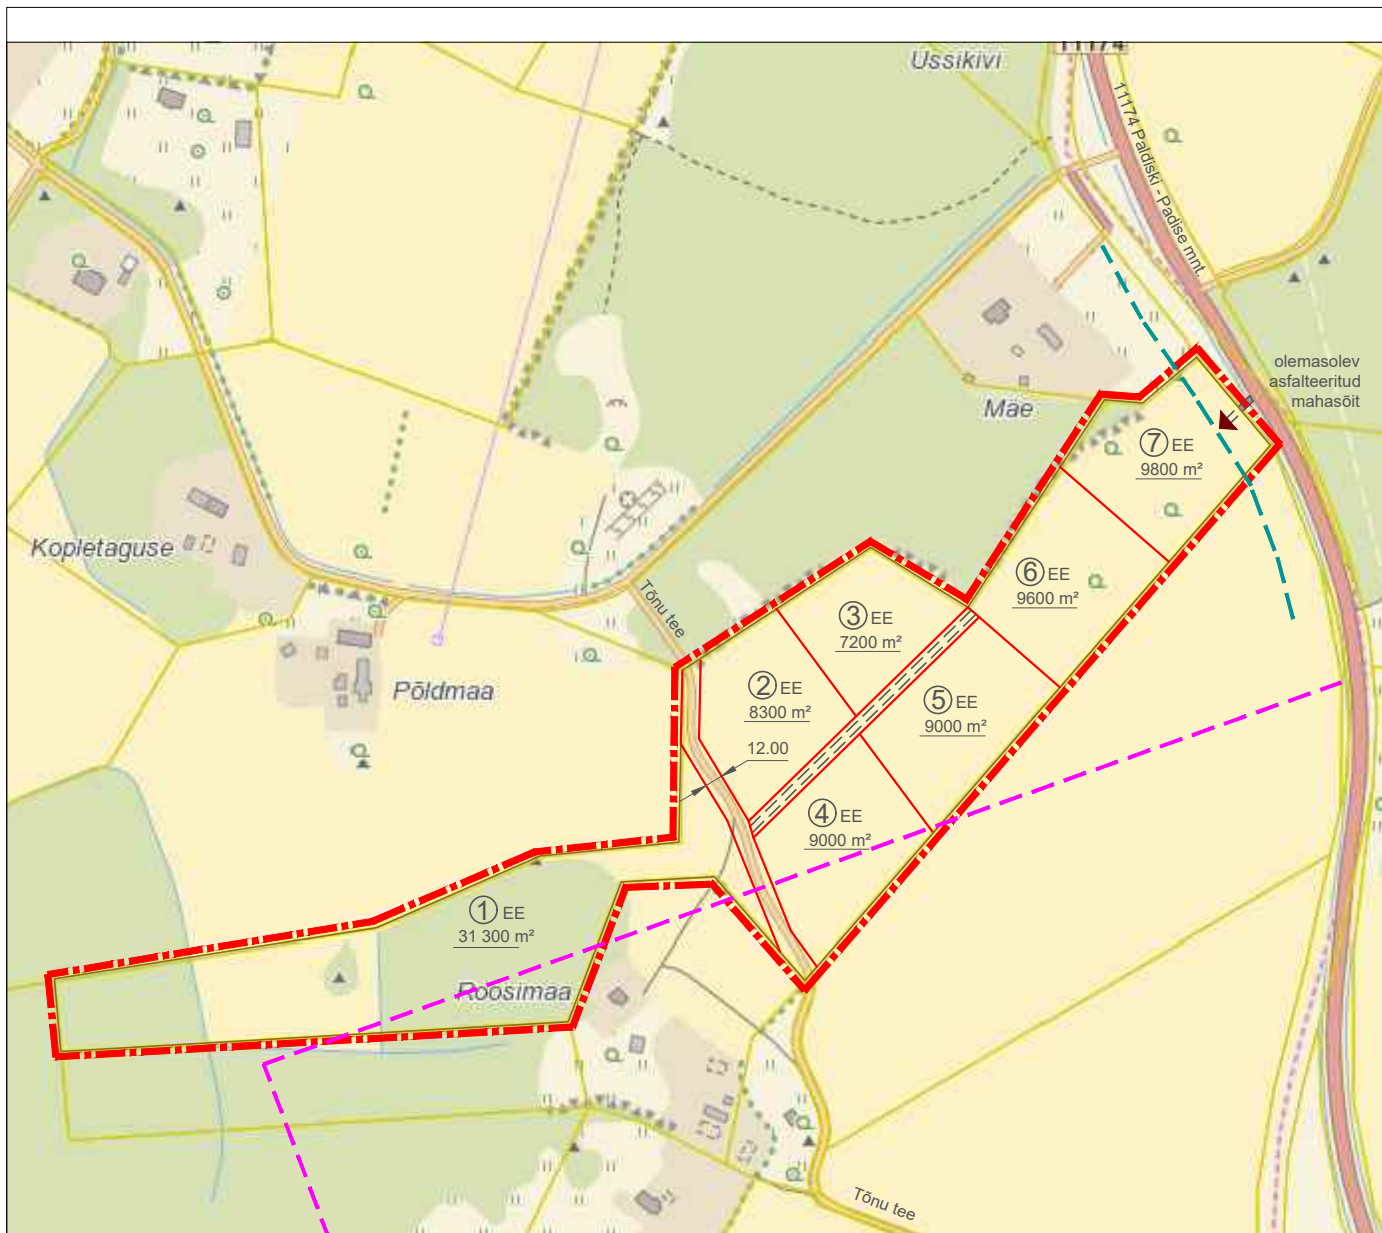 Ussikivi
11174
11174 Paldiski - Padise mnt.
olemasolev
asfalteeritud
mahasõit
Mäe
7 EE
9800 m²
Kopletaguse
6 EE
9600 m²
Tõnu tee
3 EE
7200 m²
Põldmaa
2 EE
8300 m²
5 EE
9000 m²
12.00
4 EE
9000 m²
1 EE
31 300 m²
Roosimaa
Tõnu tee